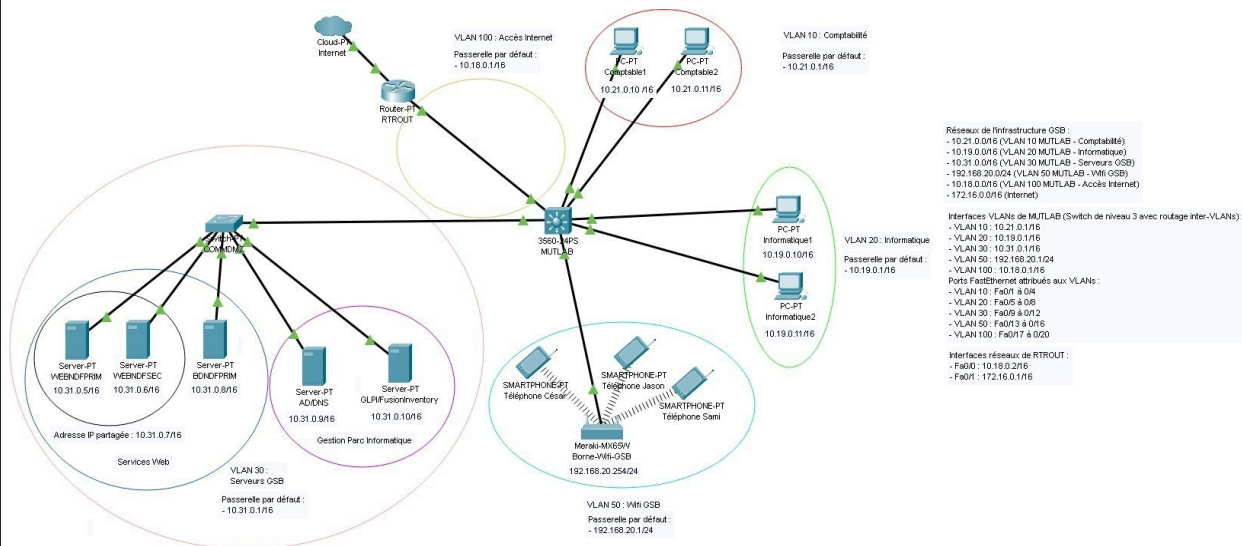 Cloud-PT
Internet
Router-PT
RTROUT
VLAN 100 : Accès Internet
Passerelle par défaut :
- 10.18.0.1/16
PC-PT
Comptable1
10.21.0.10 /16
PC-PT
Comptable2
10.21.0.11/16
VLAN 10 : Comptabilité
Passerelle par défaut :
- 10.21.0.1/16
Réseaux de l'infrastructure GSB :
- 10.21.0.0/16 (VLAN 10 MUTLAB - Comptabilité)
- 10.19.0.0/16 (VLAN 20 MUTLAB - Informatique)
- 10.31.0.0/16 (VLAN 30 MUTLAB - Serveurs GSB)
- 192.168.20.0/24 (VLAN 50 MUTLAB - Wifi GSB)
- 10.18.0.0/16 (VLAN 100 MUTLAB - Accès Internet)
- 172.16.0.0/16 (Internet)
Interfaces VLANs de MUTLAB (Switch de niveau 3 avec routage inter-VLANs) :
- VLAN 10 : 10.21.0.1/16
- VLAN 20 : 10.19.0.1/16
- VLAN 30 : 10.31.0.1/16
- VLAN 50 : 192.168.20.1/24
- VLAN 100 : 10.18.0.1/16
Ports FastEthernet attribués aux VLANs :
- VLAN 10 : Fa0/1 à 0/4
- VLAN 20 : Fa0/5 à 0/8
- VLAN 50 : Fa0/9 à 0/12
- VLAN 50 : Fa0/13 à 0/16
- VLAN 100 : Fa0/17 à 0/20
Interfaces réseaux de RTROUT :
- Fa0/0 : 10.18.0.2/16
- Fa0/1 : 172.16.0.1/16
Switch-PT
COMMDMZ
3560-24PS
MUTLAB
PC-PT
Informatique1
10.19.0.10/16
PC-PT
Informatique2
10.19.0.11/16
VLAN 20 : Informatique
Passerelle par défaut :
- 10.19.0.1/16
Server-PT
WEBNDFPRIM
10.31.0.5/16
Server-PT
WEBNDFSEC
10.31.0.6/16
Server-PT
BDNDFPRIM
10.31.0.8/16
Server-PT
AD/DNS
10.31.0.9/16
Server-PT
GLPI/FusionInventory
10.31.0.10/16
Adresse IP partagée : 10.31.0.7/16
Services Web
Gestion Parc Informatique
VLAN 30 :
Serveurs GSB
Passerelle par défaut :
- 10.31.0.1/16
SMARTPHONE-PT
Téléphone César
SMARTPHONE-PT
Téléphone Jason
SMARTPHONE-PT
Téléphone Sami
Meraki-MX65W
Borne-Wifi-GSB
192.168.20.254/24
VLAN 50 : Wifi GSB
Passerelle par défaut :
- 192.168.20.1/24